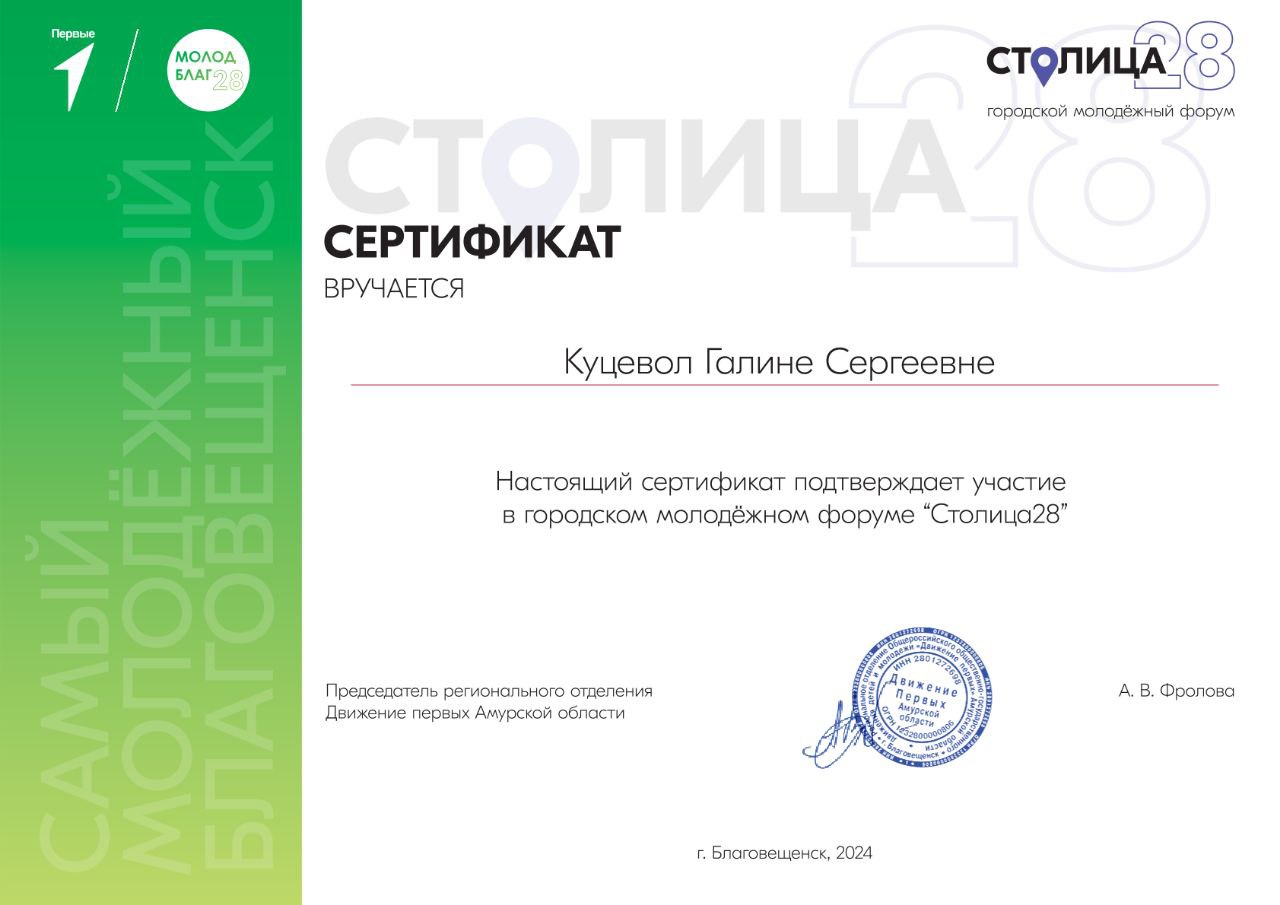 Первые
МОЛОД
БЛАГ28
СТОЛИЦА28
городской молодёжный форум
СТОЛИЦА28
СЕРТИФИКАТ
ВРУЧАЕТСЯ
Куцевол Галине Сергеевне
Настоящий сертификат подтверждает участие
в городском молодёжном форуме “Столица28”
Председатель регионального отделения
Движение первых Амурской области
А. В. Фролова
ИНН 2801272698
Движение
Первых
Амурской
области
г. Благовещенск
г. Благовещенск, 2024
САМЫЙ
МОЛОДЁЖНЫЙ
БЛАГОВЕЩЕНСК